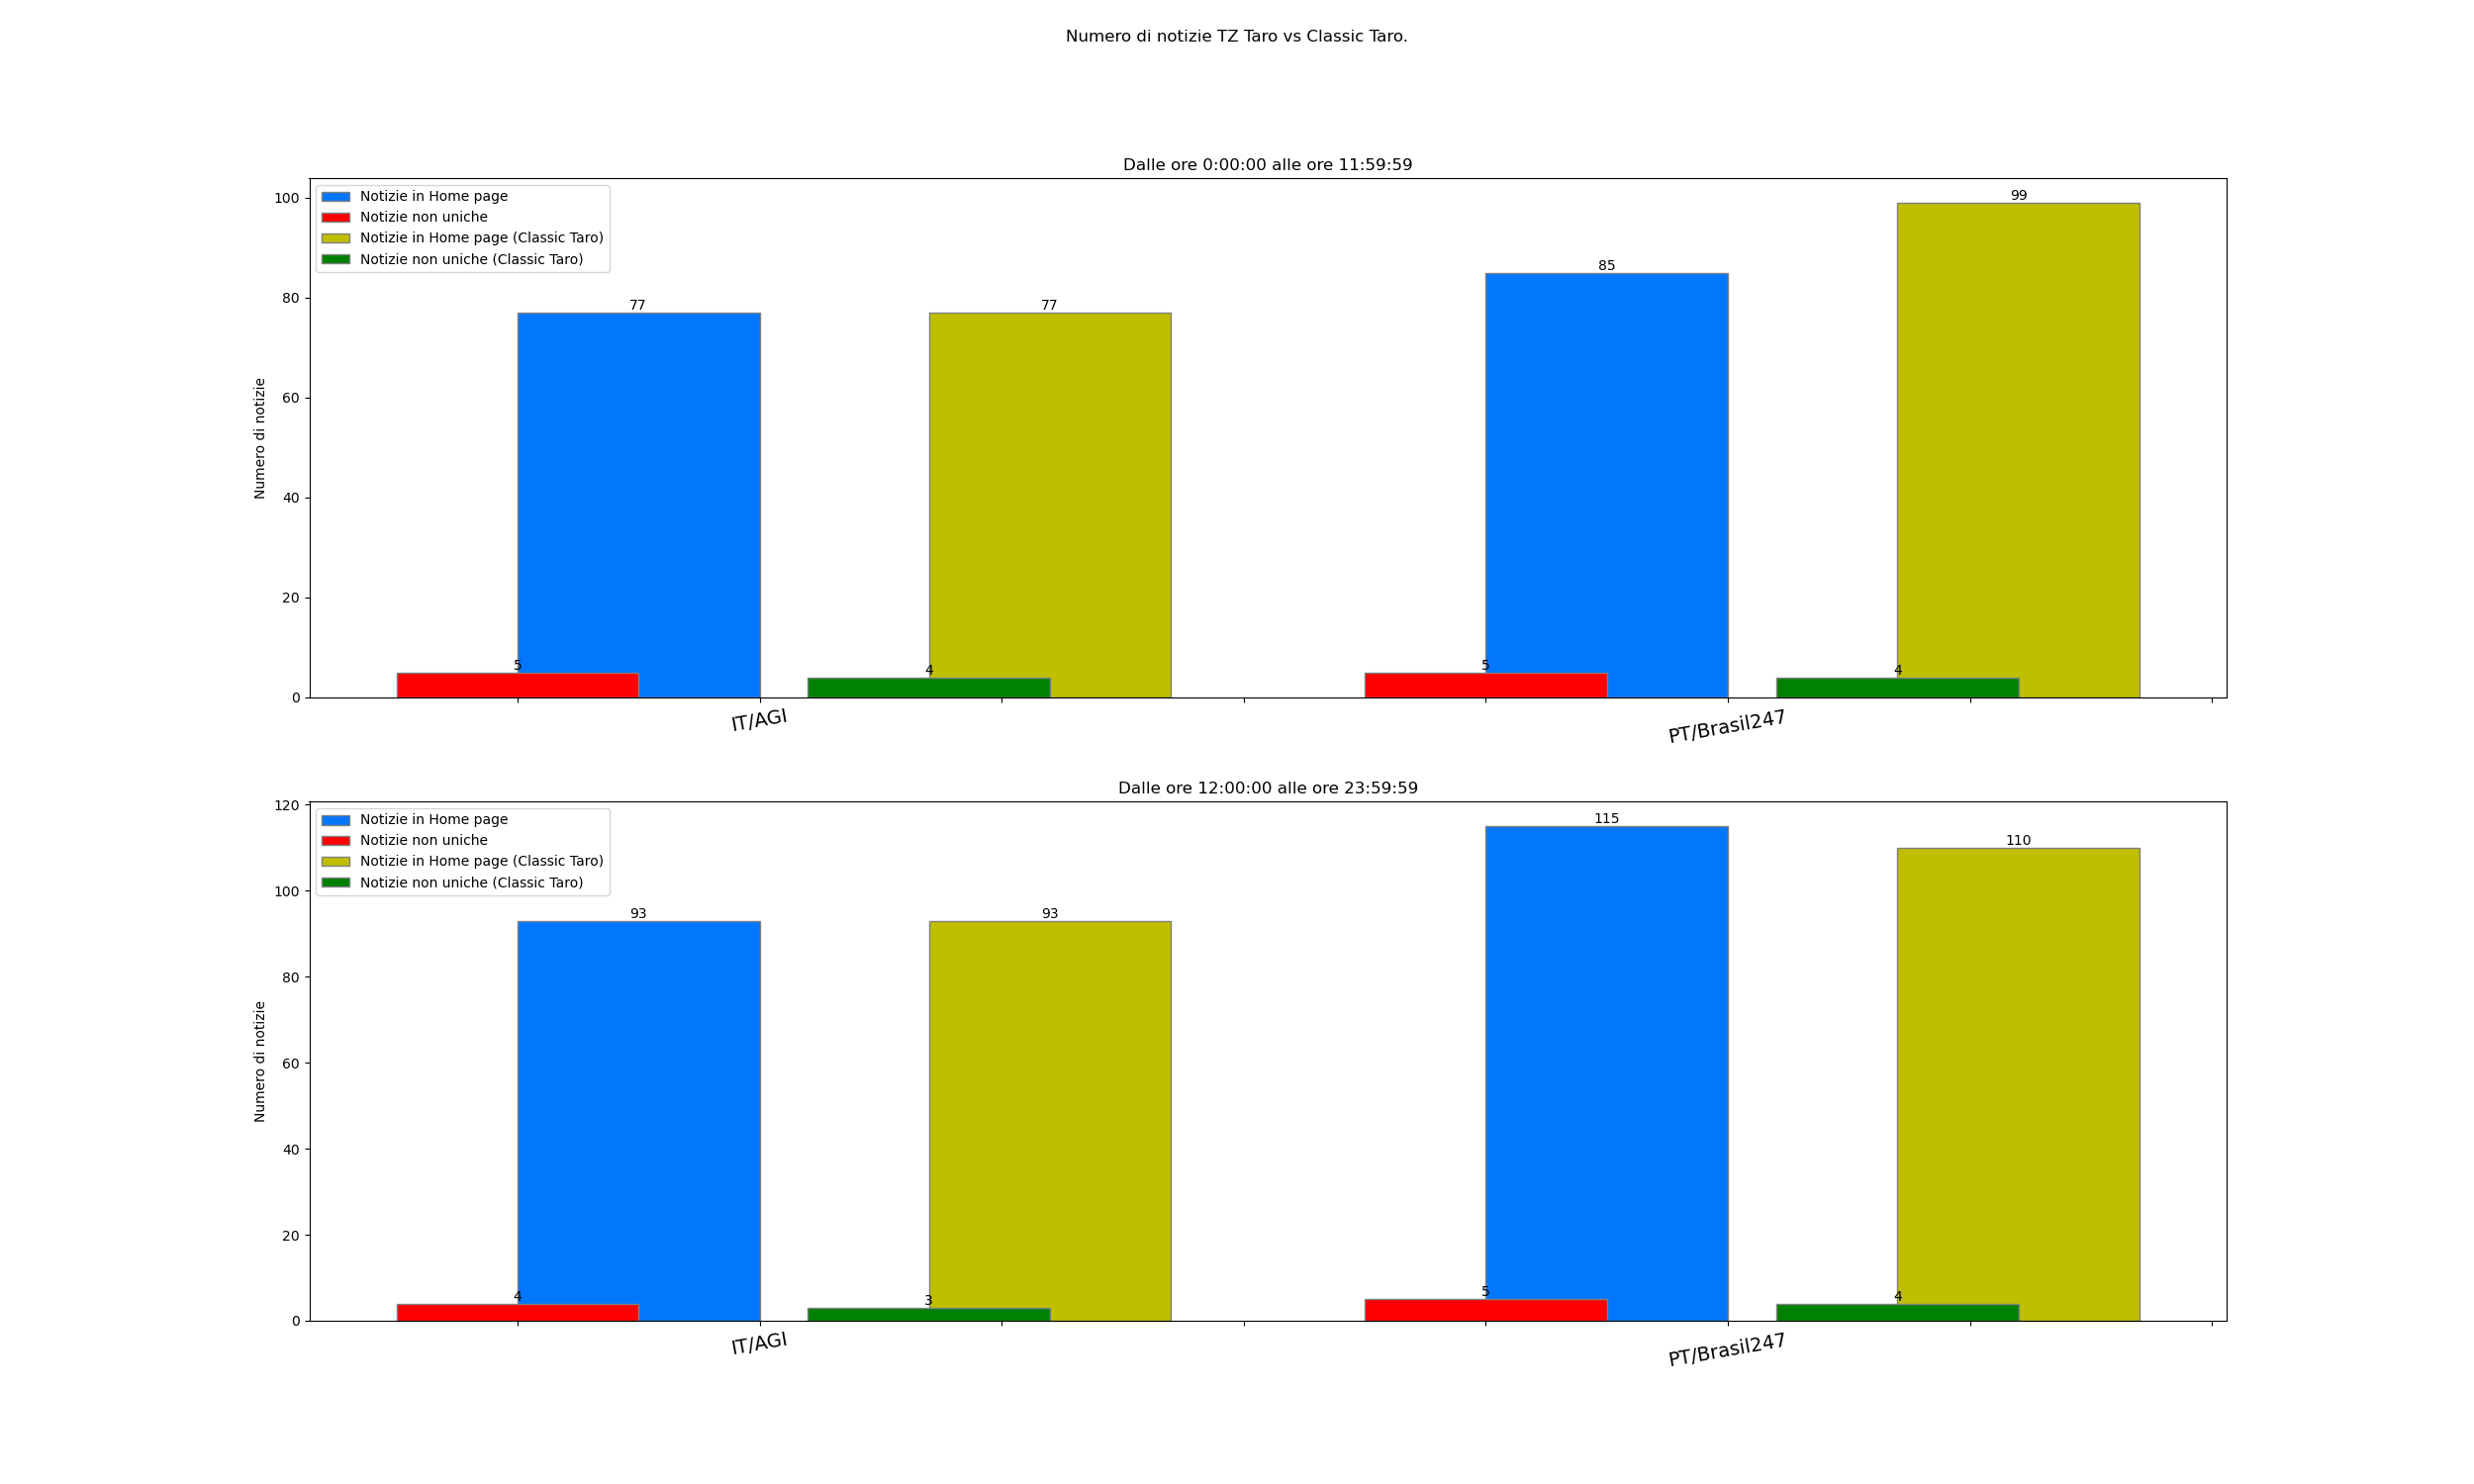 Numero di notizie TZ Taro vs Classic Taro.
Dalle ore 0:00:00 alle ore 11:59:59
Notizie in Home page
Notizie non uniche
Notizie in Home page (Classic Taro)
Notizie non uniche (Classic Taro)
Numero di notizie
100
80
60
40
20
0
77
77
85
99
5
4
5
4
IT/AGI
PT/Brasil247
Dalle ore 12:00:00 alle ore 23:59:59
Notizie in Home page
Notizie non uniche
Notizie in Home page (Classic Taro)
Notizie non uniche (Classic Taro)
Numero di notizie
120
100
80
60
40
20
0
93
93
115
110
4
3
5
4
IT/AGI
PT/Brasil247